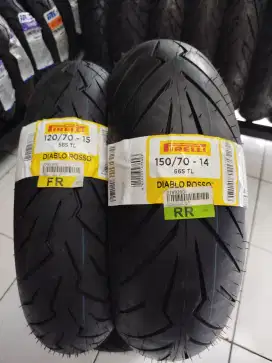 PIRELLI
120/70 - 15
56S TL
DIABLO ROSSO
FR
PIRELLI
150/70 - 14
66S TL
DIABLO ROSSO
RR